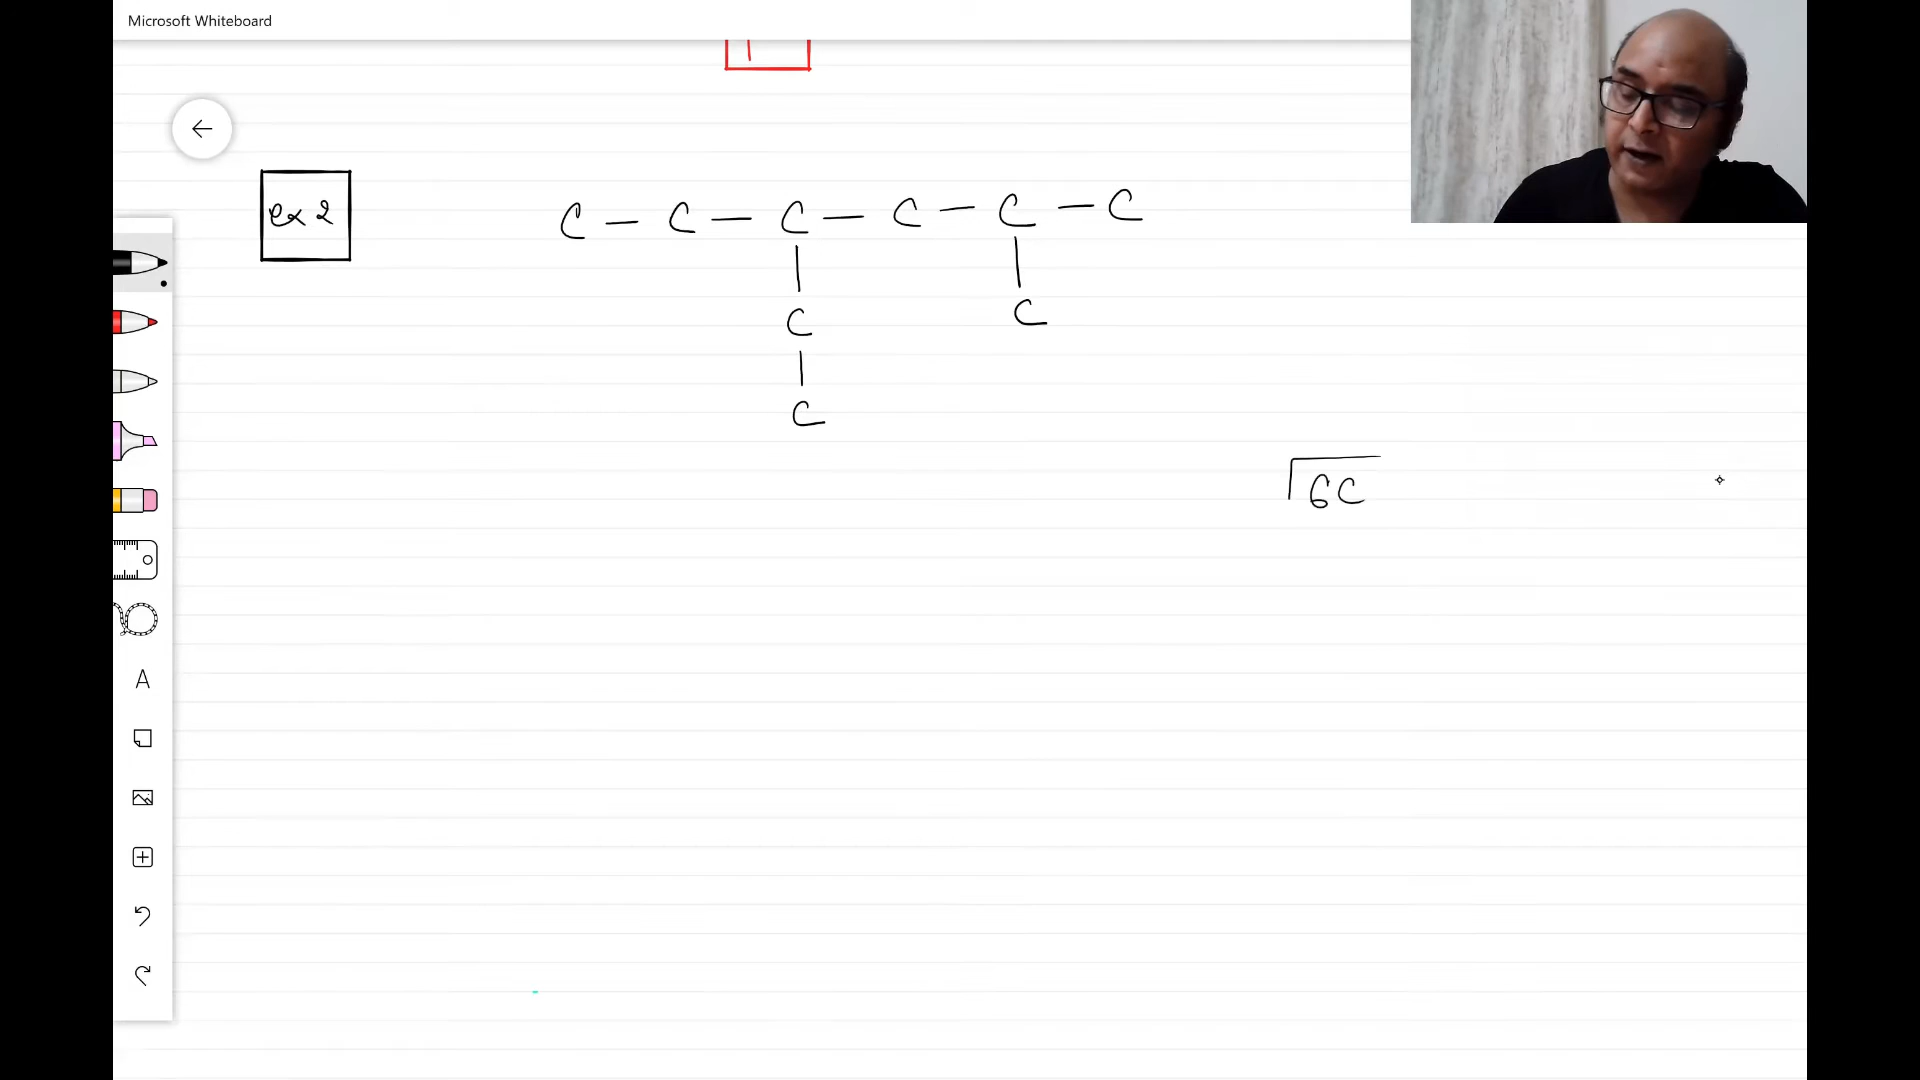 Microsoft Whiteboard
ex 2
C — C — C — C — C — C
C
C
C
6C
A